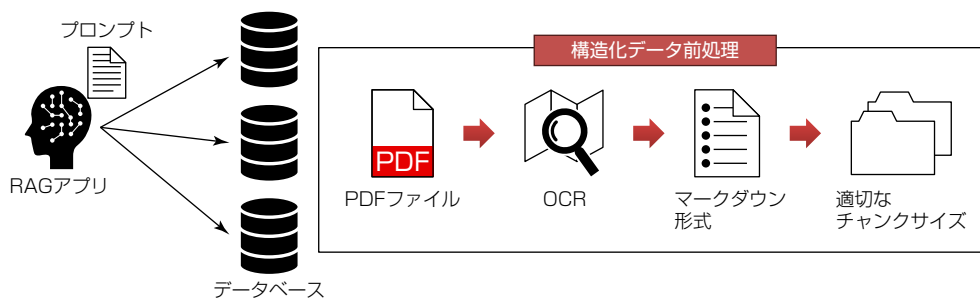 プロンプト
RAGアプリ
データベース
構造化データ前処理
PDF
PDFファイル
OCR
マークダウン
形式
適切な
チャンクサイズ